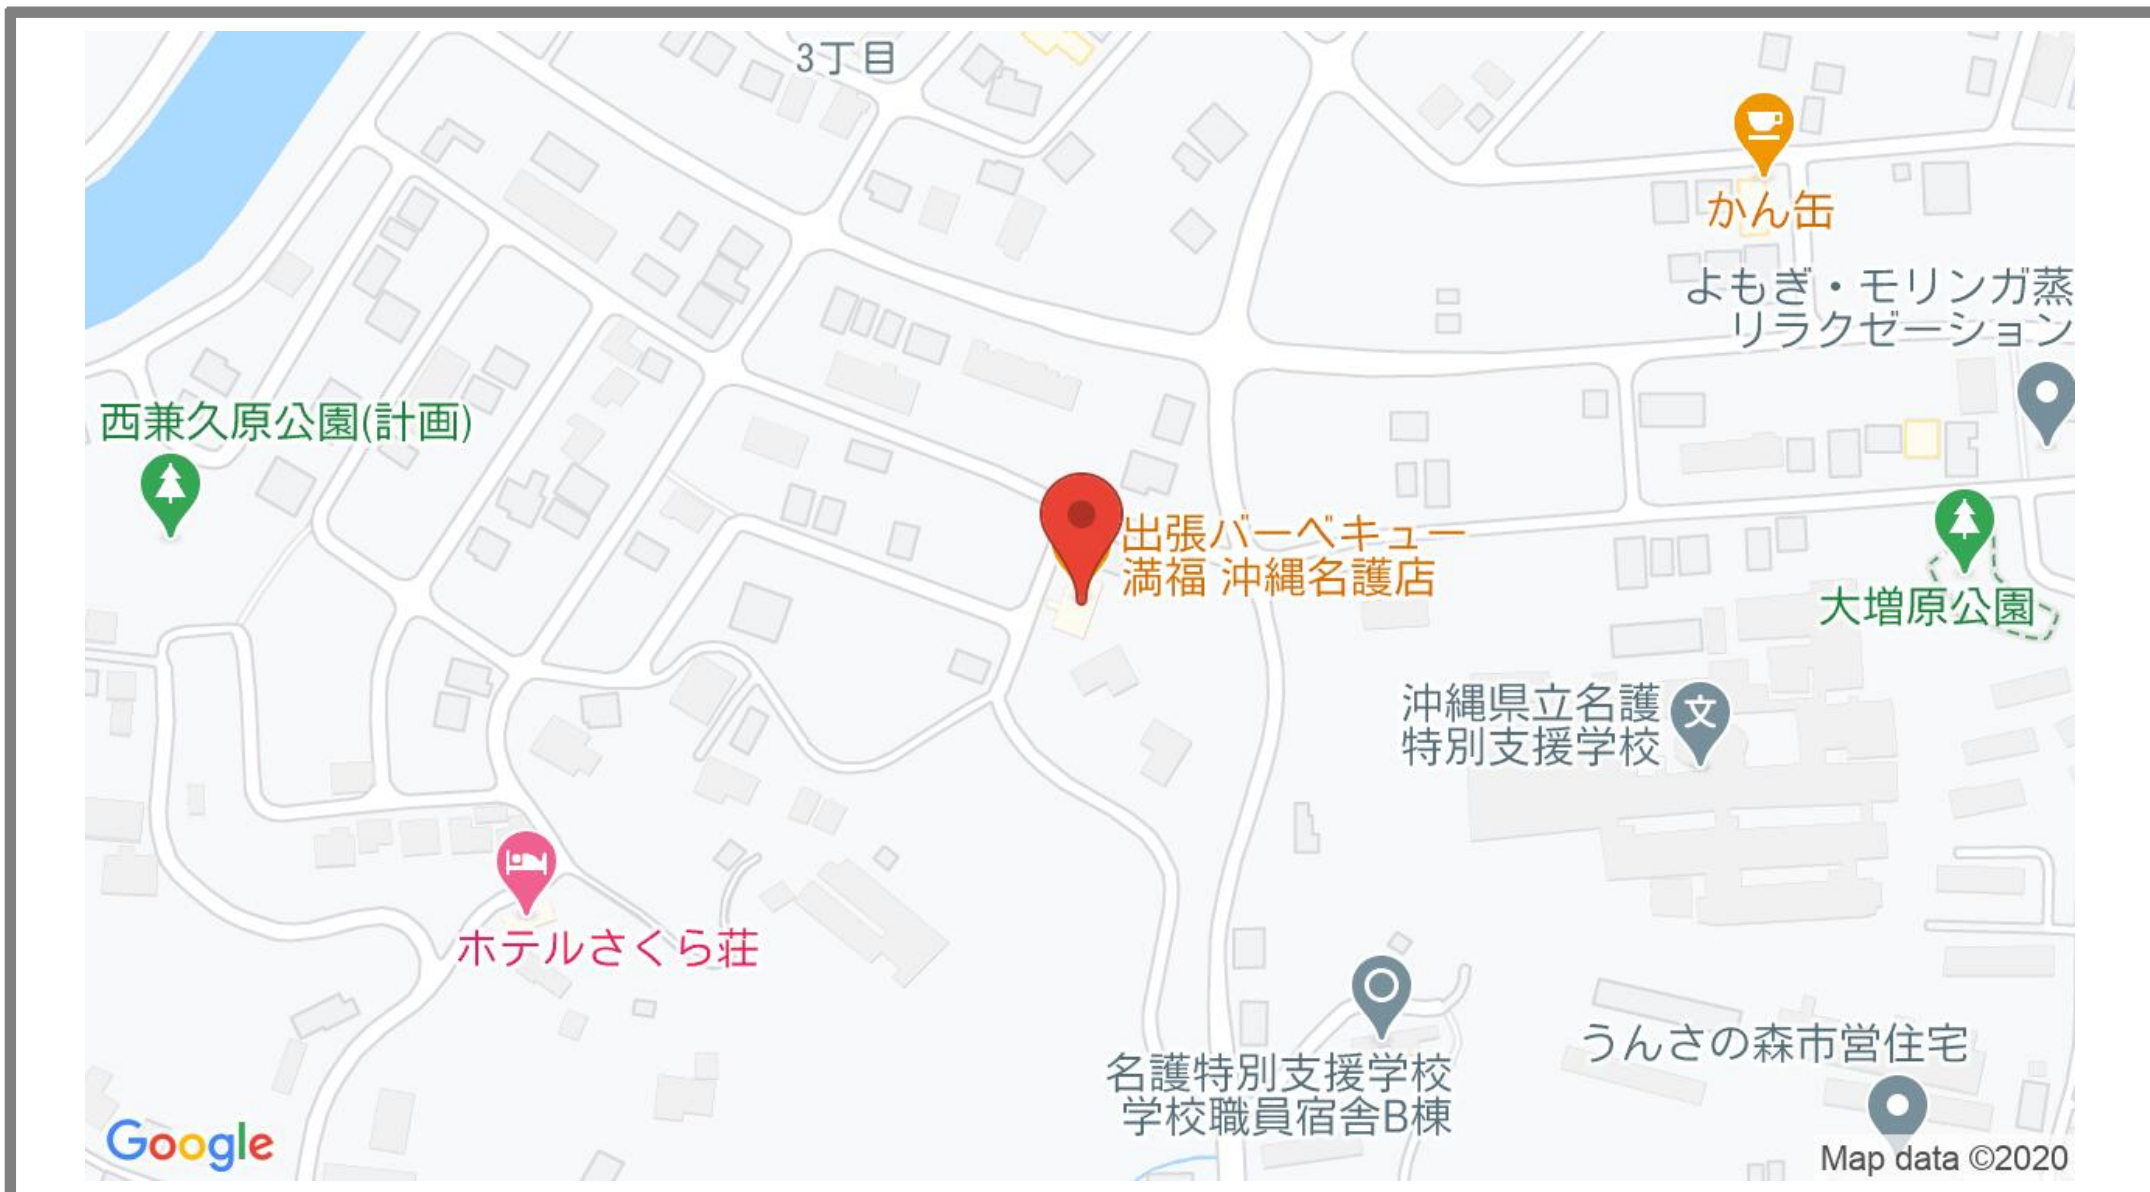 3丁目
かん缶
よもぎ・モリンガ蒸
リラクゼーション
西兼久原公園(計画)
出張バーベキュー
満福 沖縄名護店
大増原公園
沖縄県立名護
特別支援学校
文
ホテルさくら荘
うんさの森市営住宅
名護特別支援学校
学校職員宿舎B棟
Google
Map data ©2020